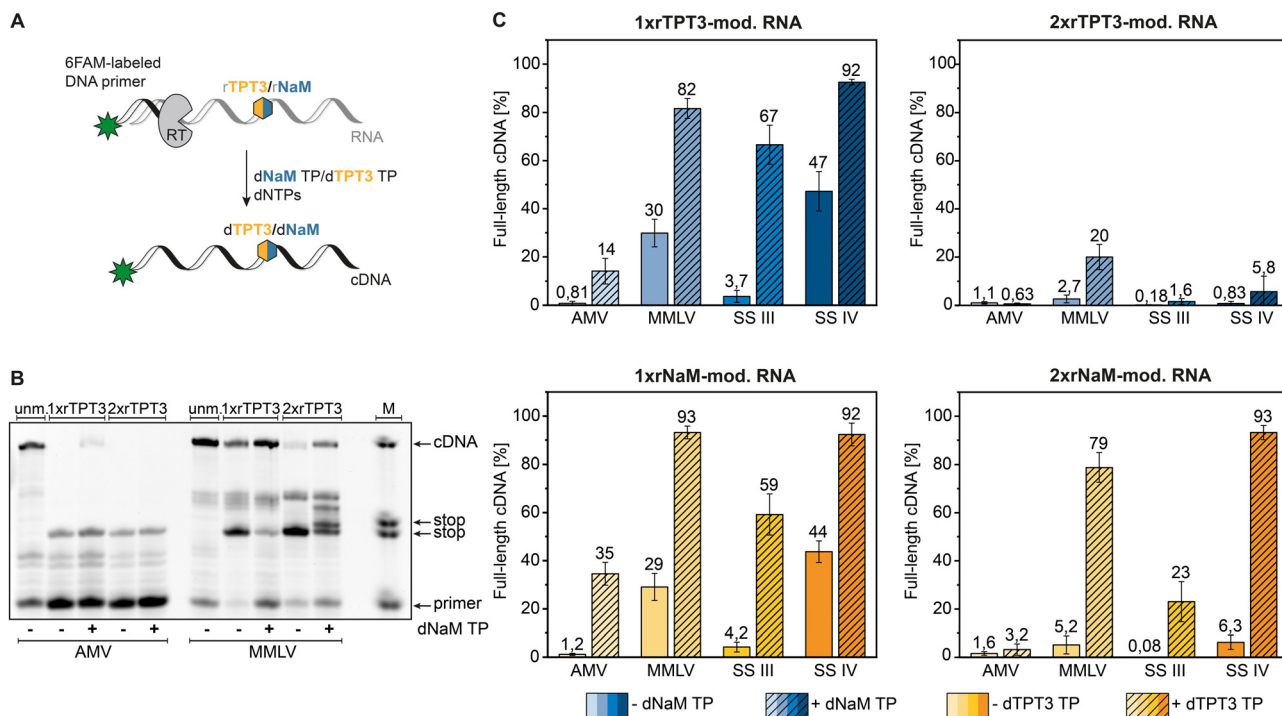 A
6FAM-labeled
DNA primer
rTPT3/rNaM
RT
RNA
dNaM TP/dTPT3 TP
dNTPs
dTPT3/dNaM
cDNA
B
unm. 1xrTPT3 2xrTPT3 unm. 1xrTPT3 2xrTPT3 M
cDNA
stop
stop
primer
- - + - + - - + - + dNaM TP
AMV MMLV
C
1xrTPT3-mod. RNA
Full-length cDNA [%]
100
80
60
40
20
0
0,81 14 30 82 3,7 67 47 92
AMV MMLV SS III SS IV
2xrTPT3-mod. RNA
Full-length cDNA [%]
100
80
60
40
20
0
1,1 0,63 2,7 20 0,18 1,6 0,83 5,8
AMV MMLV SS III SS IV
1xrNaM-mod. RNA
Full-length cDNA [%]
100
80
60
40
20
0
1,2 35 29 93 4,2 59 44 92
AMV MMLV SS III SS IV
2xrNaM-mod. RNA
Full-length cDNA [%]
100
80
60
40
20
0
1,6 3,2 5,2 79 0,08 23 6,3 93
AMV MMLV SS III SS IV
- dNaM TP + dNaM TP - dTPT3 TP + dTPT3 TP